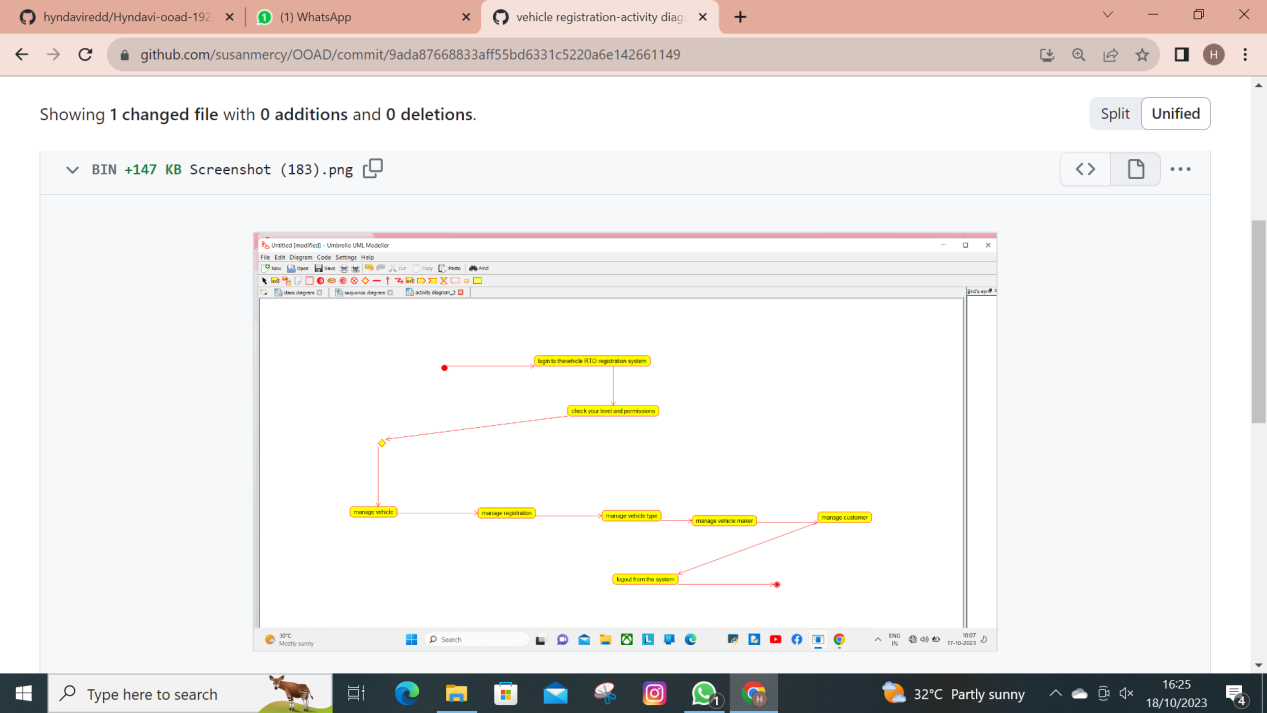 hyndaviredd/Hyndavi-ooad-192
(1) WhatsApp
vehicle registration-activity diag
github.com/susanmercy/OOAD/commit/9ada87668833aff55bd6331c5220a6e142661149
H
Showing 1 changed file with 0 additions and 0 deletions.
Split Unified
BIN +147 KB Screenshot (183).png
Untitled [modified] - Umbrello UML Modeller
File Edit Diagram Code Settings Help
New Open Save Cut Copy Paste Find
class diagram sequence diagram activity diagram_2
login to thevehicle RTO registration system
check your level and permissions
manage vehicle manage registration manage vehicle type manage vehicle maker manage customer
logout from the system
30°C
Mostly sunny
Search
ENG
IN
10:07
17-10-2023
Type here to search
32°C Partly sunny
16:25
18/10/2023
4